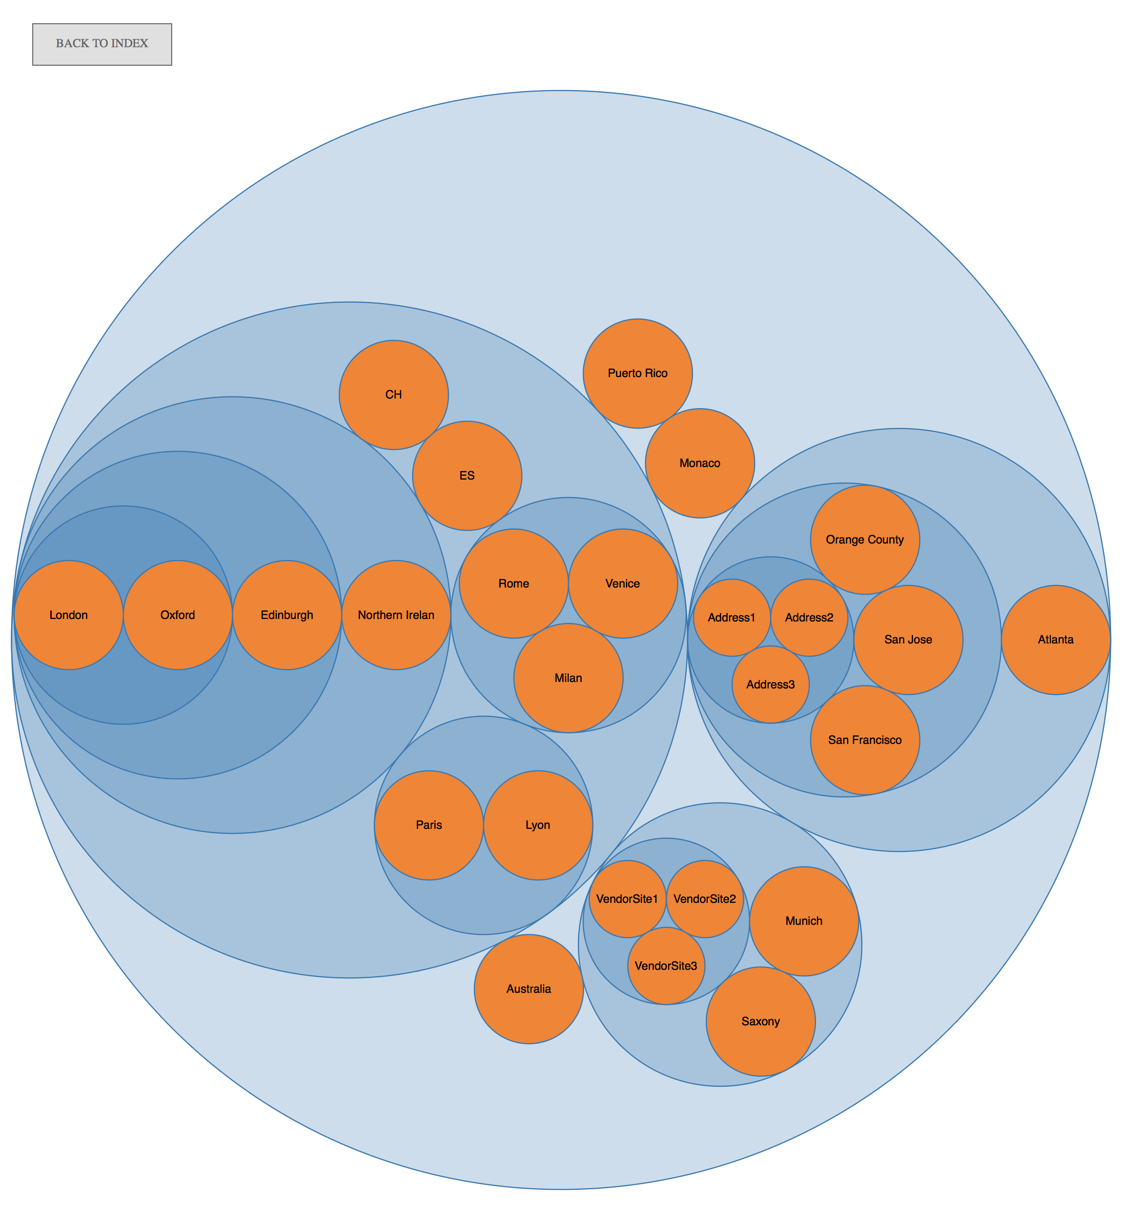 BACK TO INDEX
Puerto Rico
CH
Monaco
ES
Orange County
Rome
Venice
London
Oxford
Edinburgh
Northern Irelan
Address1
Address2
San Jose
Atlanta
Milan
Address3
San Francisco
Paris
Lyon
VendorSite1
VendorSite2
Munich
VendorSite3
Australia
Saxony